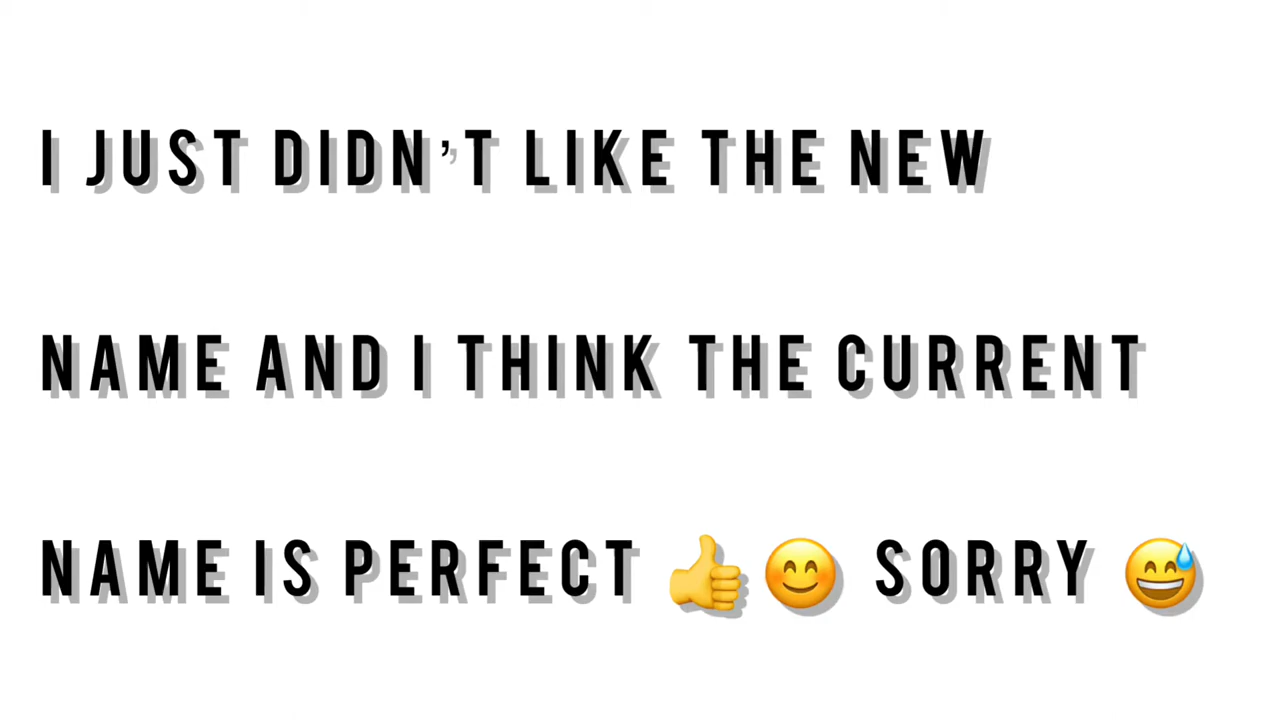 I JUST DIDN’T LIKE THE NEW
NAME AND I THINK THE CURRENT
NAME IS PERFECT 👍😊 SORRY 😅